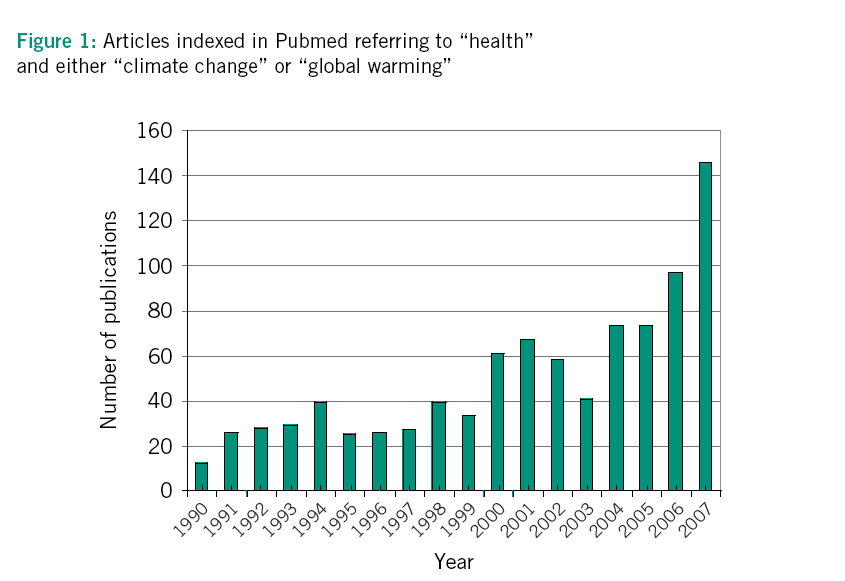 Figure 1: Articles indexed in Pubmed referring to “health”
and either “climate change” or “global warming”
160
140
120
100
80
60
40
20
0
Number of publications
1990 1991 1992 1993 1994 1995 1996 1997 1998 1999 2000 2001 2002 2003 2004 2005 2006 2007
Year